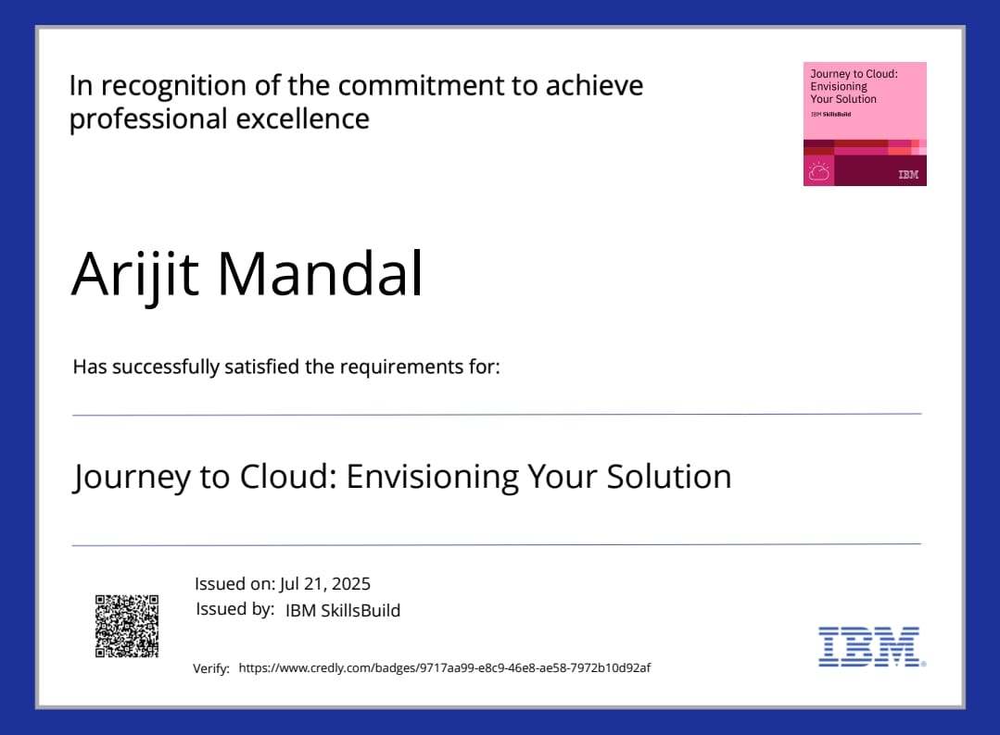 In recognition of the commitment to achieve
professional excellence
Journey to Cloud:
Envisioning
Your Solution
IBM SkillsBuild
IBM
Arijit Mandal
Has successfully satisfied the requirements for:
Journey to Cloud: Envisioning Your Solution
Issued on: Jul 21, 2025
Issued by: IBM SkillsBuild
Verify: https://www.credly.com/badges/9717aa99-e8c9-46e8-ae58-7972b10d92af
IBM®